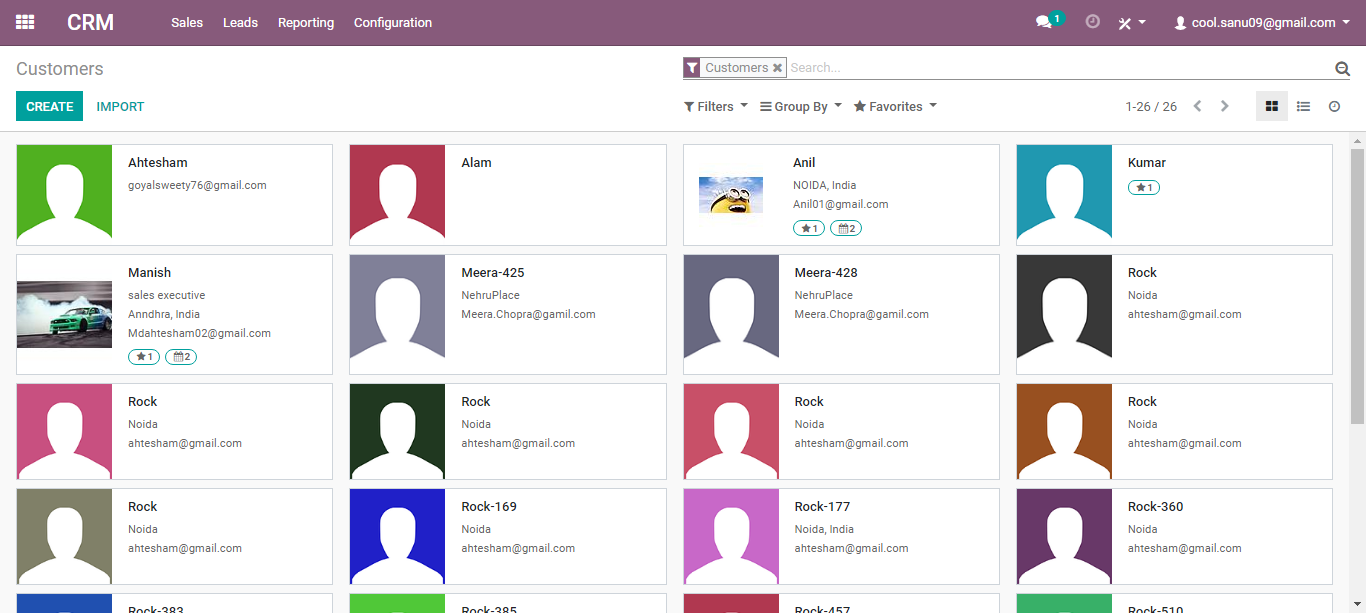 CRM Sales Leads Reporting Configuration 1 cool.sanu09@gmail.com
Customers Customers Search...
CREATE IMPORT Filters Group By Favorites 1-26 / 26
Ahtesham
goyalsweety76@gmail.com
Alam
Anil
NOIDA, India
Anil01@gmail.com
1 2
Kumar
1
Manish
sales executive
Anndhra, India
Mdahtesham02@gmail.com
1 2
Meera-425
NehruPlace
Meera.Chopra@gamil.com
Meera-428
NehruPlace
Meera.Chopra@gamil.com
Rock
Noida
ahtesham@gmail.com
Rock
Noida
ahtesham@gmail.com
Rock
Noida
ahtesham@gmail.com
Rock
Noida
ahtesham@gmail.com
Rock
Noida
ahtesham@gmail.com
Rock
Noida
ahtesham@gmail.com
Rock-169
Noida
ahtesham@gmail.com
Rock-177
Noida, India
ahtesham@gmail.com
Rock-360
Noida
ahtesham@gmail.com
Rock-383
Rock-385
Rock-457
Rock-510